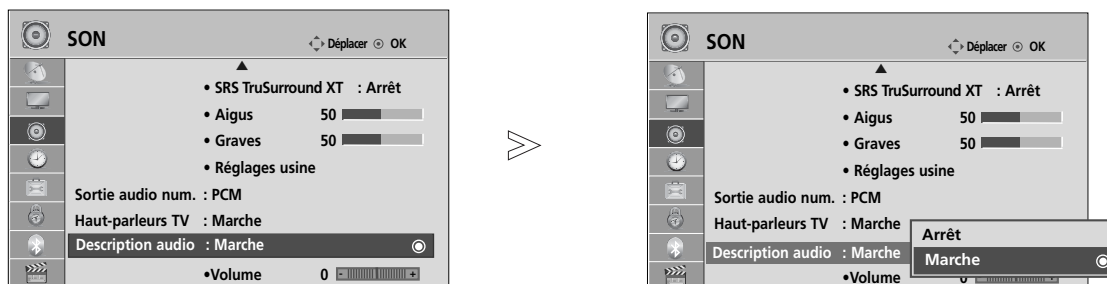 SON
Déplacer OK
• SRS TruSurround XT : Arrêt
• Aigus 50
• Graves 50
• Réglages usine
Sortie audio num. : PCM
Haut-parleurs TV : Marche
Description audio : Marche
•Volume 0 - +
SON
Déplacer OK
• SRS TruSurround XT : Arrêt
• Aigus 50
• Graves 50
• Réglages usine
Sortie audio num. : PCM
Haut-parleurs TV : Marche
Arrêt
Description audio : Marche
Marche
•Volume 0